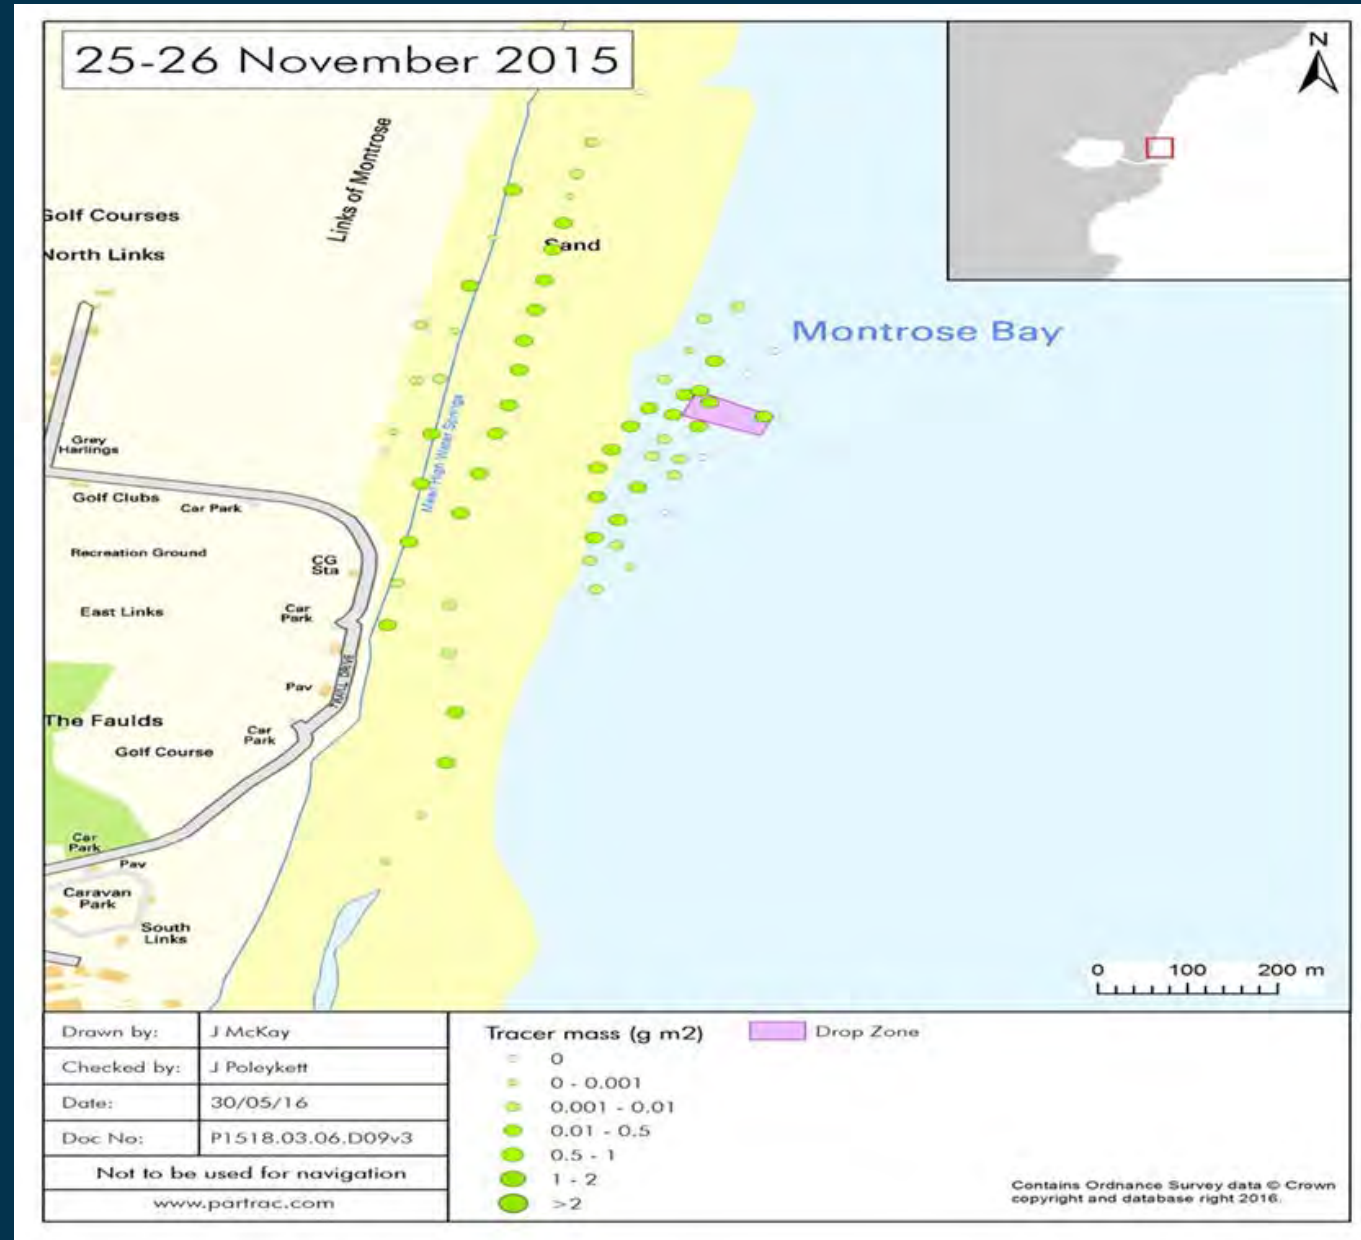 25-26 November 2015
N
Links of Montrose
Golf Courses
North Links
Sand
Montrose Bay
Mean High Water Springs
Grey
Harlings
Golf Clubs
Car Park
Recreation Ground
CG
Sta
East Links
Car
Park
DRIVE
Pav
The Faulds
Car
Park
Golf Course
Car
Park
Pav
Caravan
Park
South
Links
0 100 200 m
Drawn by: J McKay
Checked by: J Poleykett
Date: 30/05/16
Doc No: P1518.03.06.D09v3
Not to be used for navigation
www.partrac.com
Tracer mass (g m2)
0
0 - 0.001
0.001 - 0.01
0.01 - 0.5
0.5 - 1
1 - 2
>2
Drop Zone
Contains Ordnance Survey data © Crown
copyright and database right 2016.